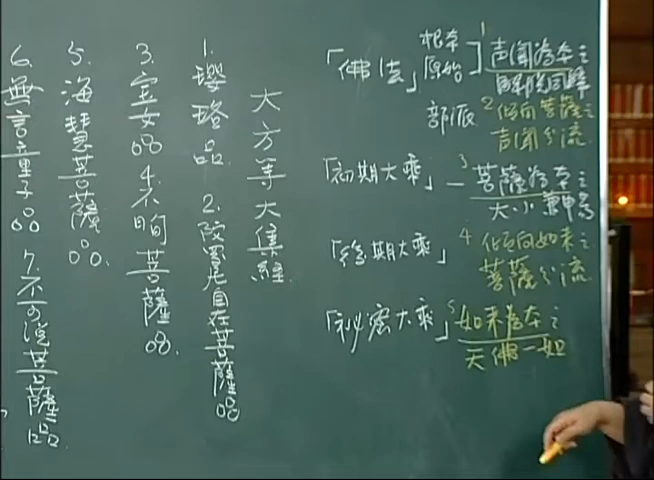 「佛法」
根本
原始
部派
1
声聞為本之
解脫同歸
2 傾向菩薩之
声聞分流
「初期大乘」—
3 菩薩為本之
大小兼暢
「後期大乘」
4 傾向如來之
菩薩分流
「秘密大乘」
5 如來為本之
天佛一如
大方等大集經
1. 瓔珞品. 2. 陀羅尼自在菩薩品
3. 宝女品 4. 不眴菩薩品.
5. 海慧菩薩品.
6. 無言童子品 7. 不可說菩薩品